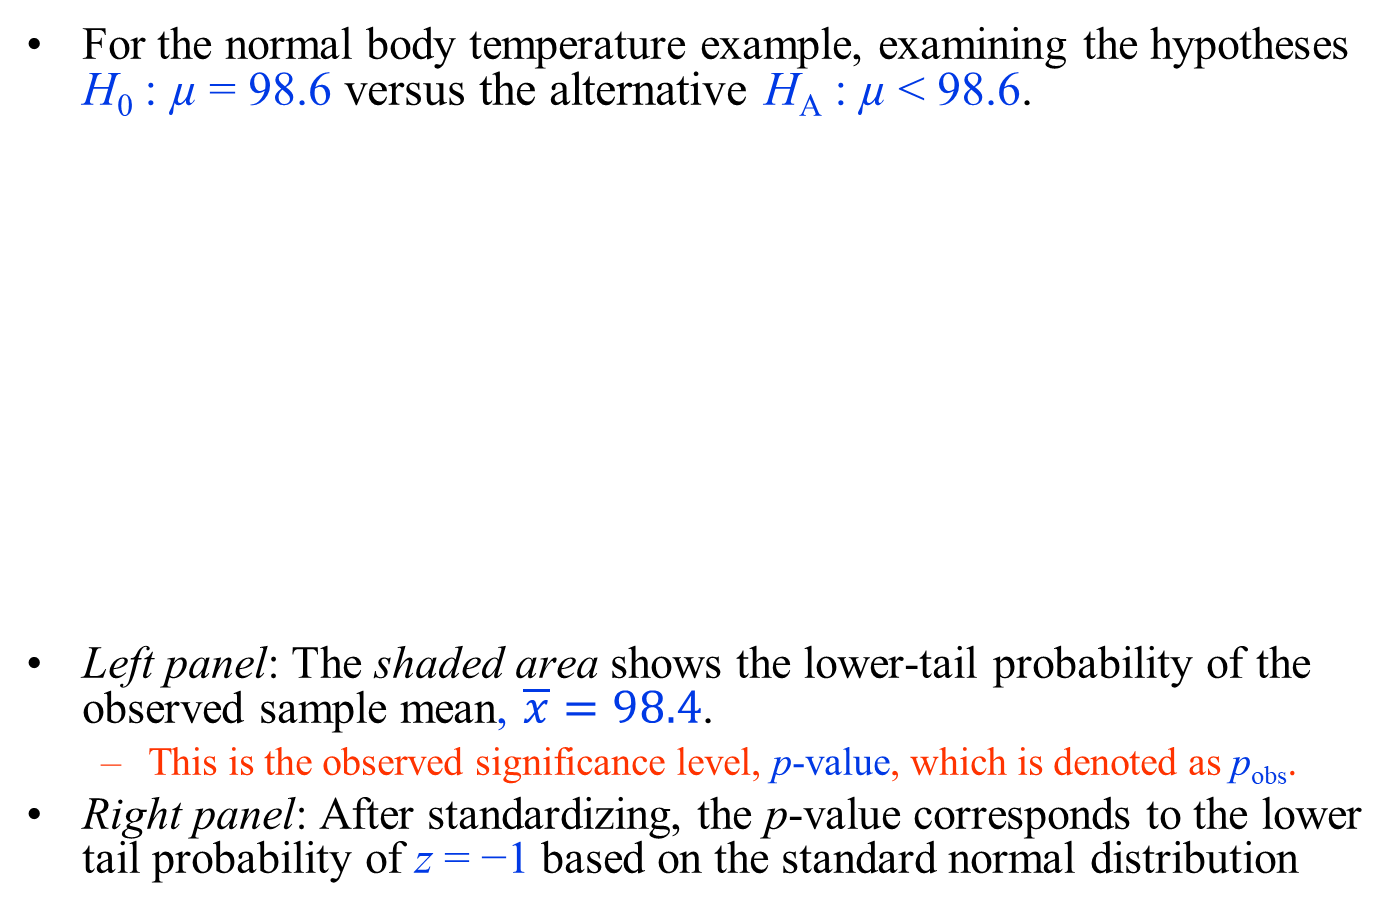 • For the normal body temperature example, examining the hypotheses
H₀ : μ = 98.6 versus the alternative H_A : μ < 98.6.
• Left panel: The shaded area shows the lower-tail probability of the
observed sample mean, x̄ = 98.4.
– This is the observed significance level, p-value, which is denoted as p_obs.
• Right panel: After standardizing, the p-value corresponds to the lower
tail probability of z = −1 based on the standard normal distribution